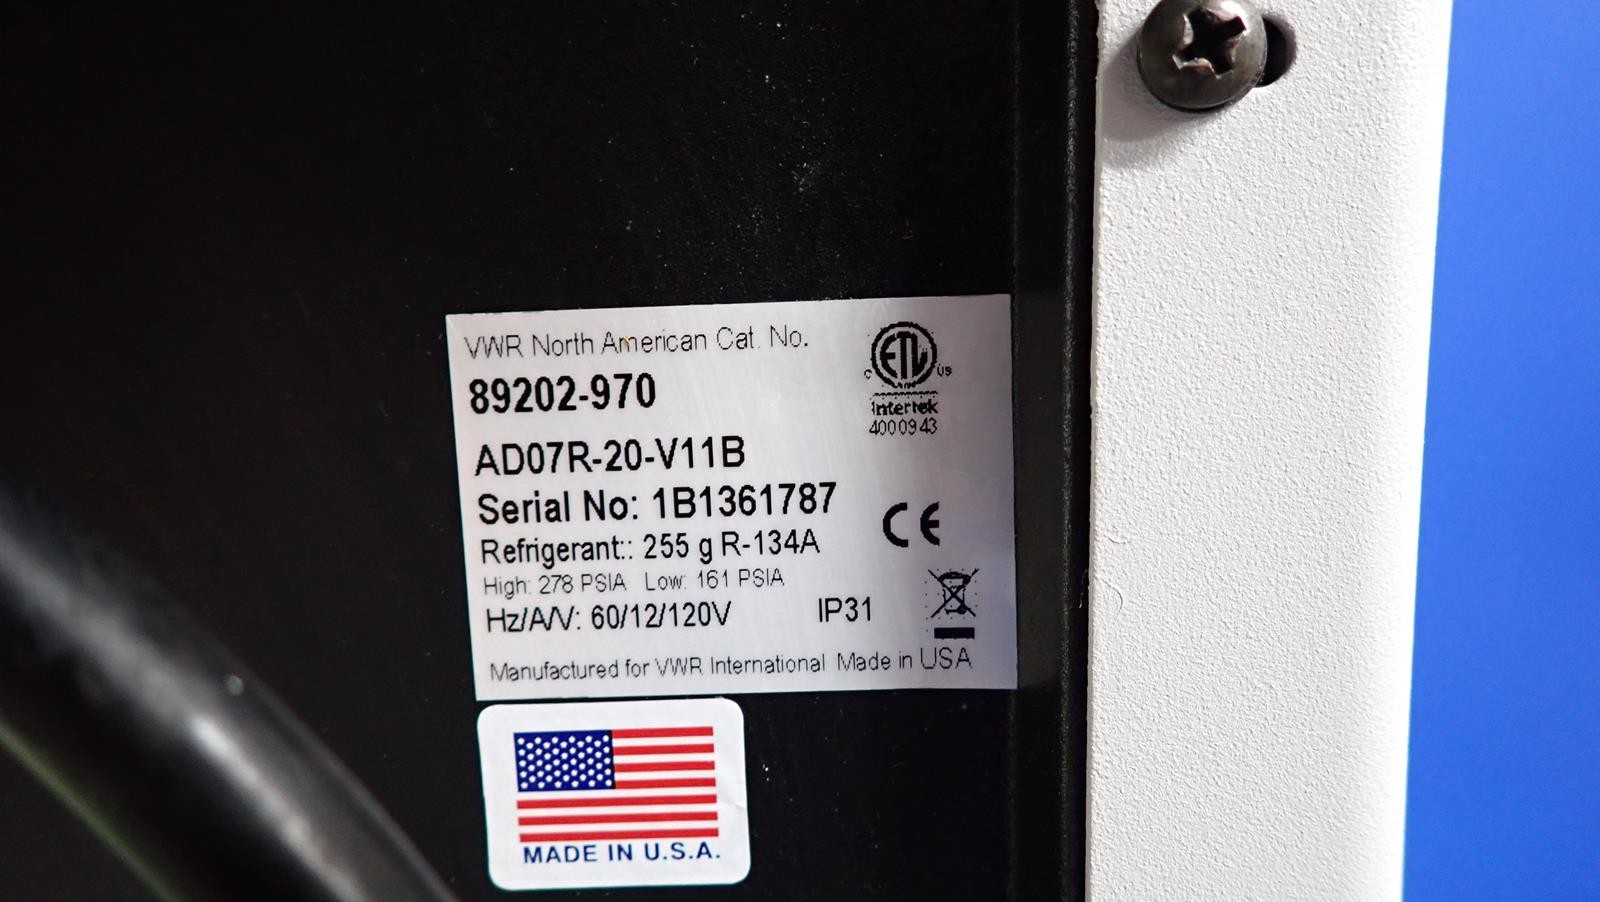 VWR North American Cat. No.
89202-970
ETL
C US
Intertek
4000943
AD07R-20-V11B
Serial No: 1B1361787
Refrigerant:: 255 g R-134A
CE
High: 278 PSIA Low: 161 PSIA
Hz/A/V: 60/12/120V IP31
Manufactured for VWR International Made in USA
MADE IN U.S.A.